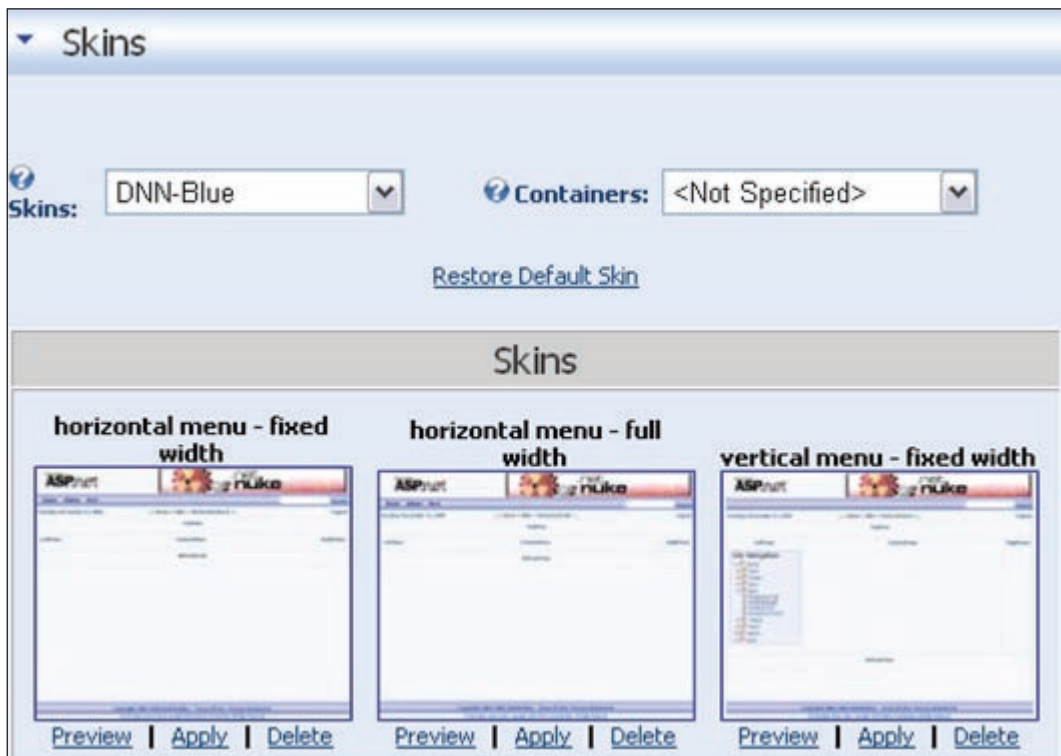 Skins
Skins: DNN-Blue Containers: <Not Specified>
Restore Default Skin
Skins
horizontal menu - fixed width
horizontal menu - full width
vertical menu - fixed width
ASP.net nuke
ASP.net nuke
ASP.net nuke
Preview | Apply | Delete Preview | Apply | Delete Preview | Apply | Delete